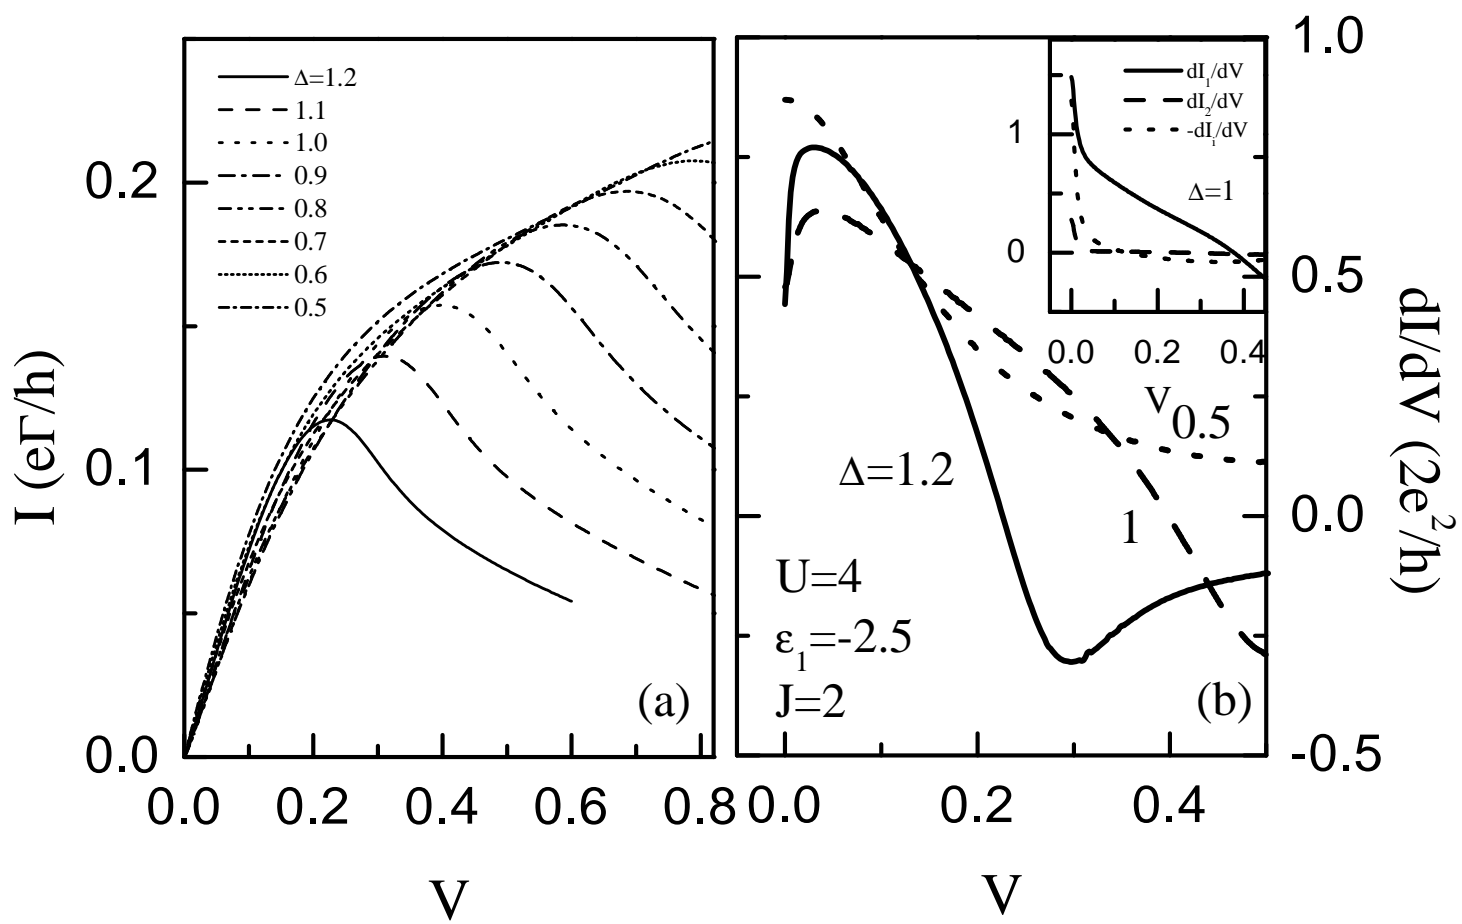 Δ=1.2
1.1
1.0
0.9
0.8
0.7
0.6
0.5
I (eΓ/h)
0.2
0.1
0.0
(a)
0.0 0.2 0.4 0.6 0.8
V
dI₁/dV
dI₂/dV
-dIᵢ/dV
Δ=1
1
0
0.0 0.2 0.4
V
0.5
Δ=1.2
1
U=4
ε₁=-2.5
J=2
(b)
1.0
0.5
0.0
-0.5
dI/dV (2e²/h)
0.0 0.2 0.4
V